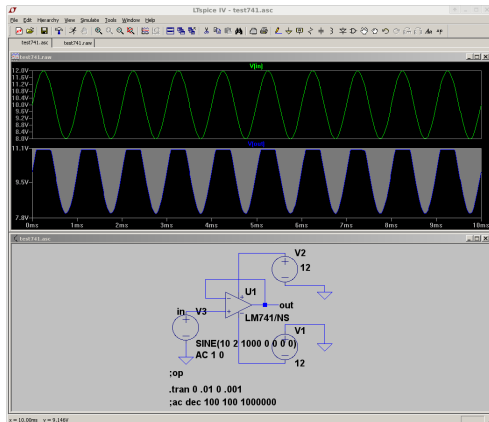 LTspice IV - test741.asc
File Edit Hierarchy View Simulate Tools Window Help
test741.asc test741.raw
test741.raw
V(in)
12.0V
11.6V
11.2V
10.8V
10.4V
10.0V
9.6V
9.2V
8.8V
8.4V
8.0V
V(out)
11.1V
9.5V
7.8V
0ms 1ms 2ms 3ms 4ms 5ms 6ms 7ms 8ms 9ms 10ms
test741.asc
V2
12
U1
out
in V3
LM741/NS
V1
SINE(10 2 1000 0 0 0 0)
AC 1 0
12
;op
.tran 0 .01 0 .001
;ac dec 100 100 1000000
x = 10.00ms y = 9.146V